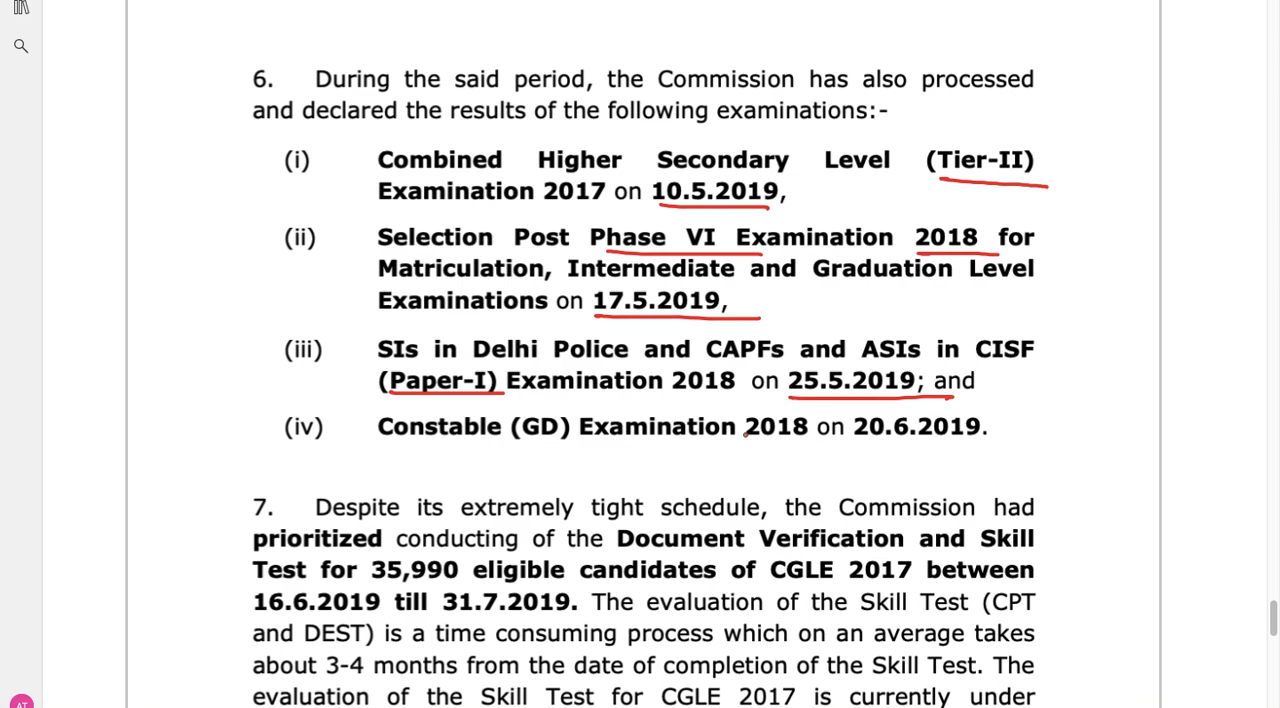 6. During the said period, the Commission has also processed
and declared the results of the following examinations:-
(i) Combined Higher Secondary Level (Tier-II)
Examination 2017 on 10.5.2019,
(ii) Selection Post Phase VI Examination 2018 for
Matriculation, Intermediate and Graduation Level
Examinations on 17.5.2019,
(iii) SIs in Delhi Police and CAPFs and ASIs in CISF
(Paper-I) Examination 2018 on 25.5.2019; and
(iv) Constable (GD) Examination 2018 on 20.6.2019.
7. Despite its extremely tight schedule, the Commission had
prioritized conducting of the Document Verification and Skill
Test for 35,990 eligible candidates of CGLE 2017 between
16.6.2019 till 31.7.2019. The evaluation of the Skill Test (CPT
and DEST) is a time consuming process which on an average takes
about 3-4 months from the date of completion of the Skill Test. The
evaluation of the Skill Test for CGLE 2017 is currently under
AT